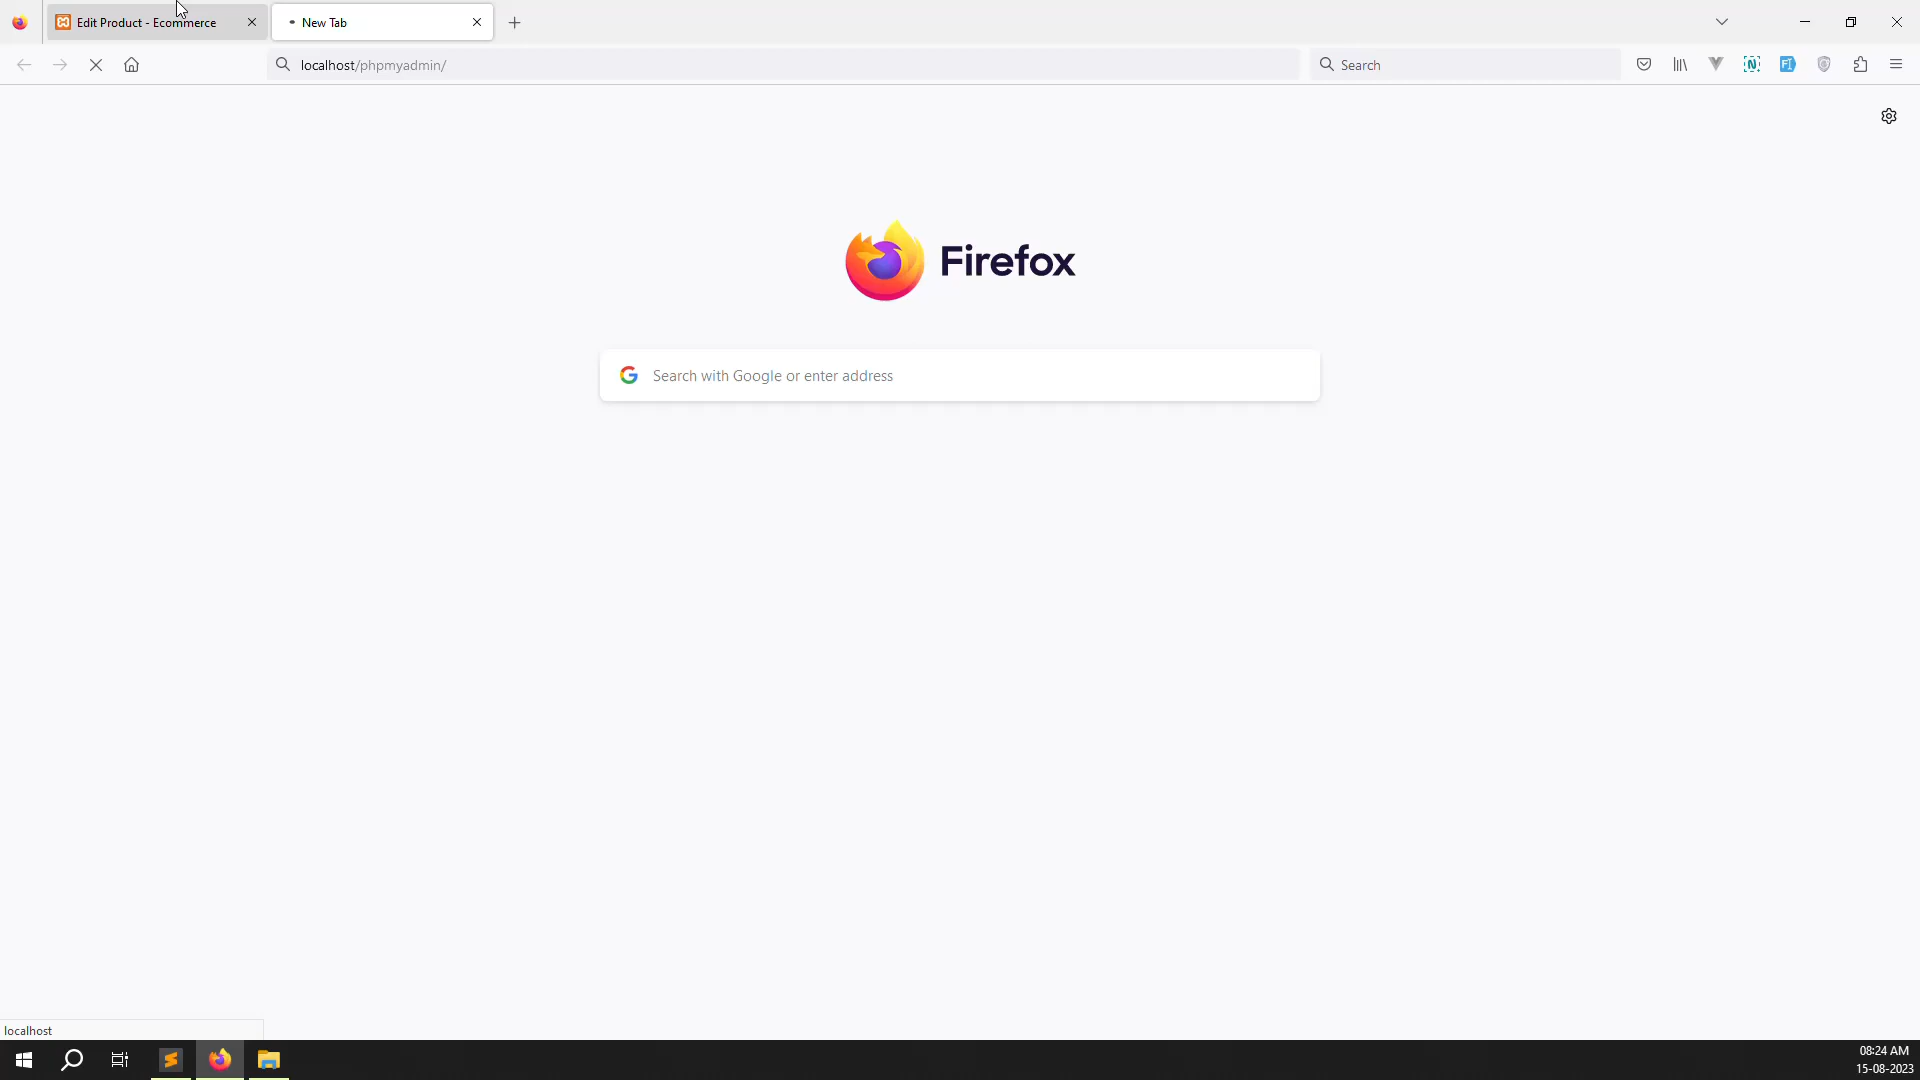 Edit Product - Ecommerce
New Tab
localhost/phpmyadmin/
Search
Firefox
Search with Google or enter address
localhost
08:24 AM
15-08-2023